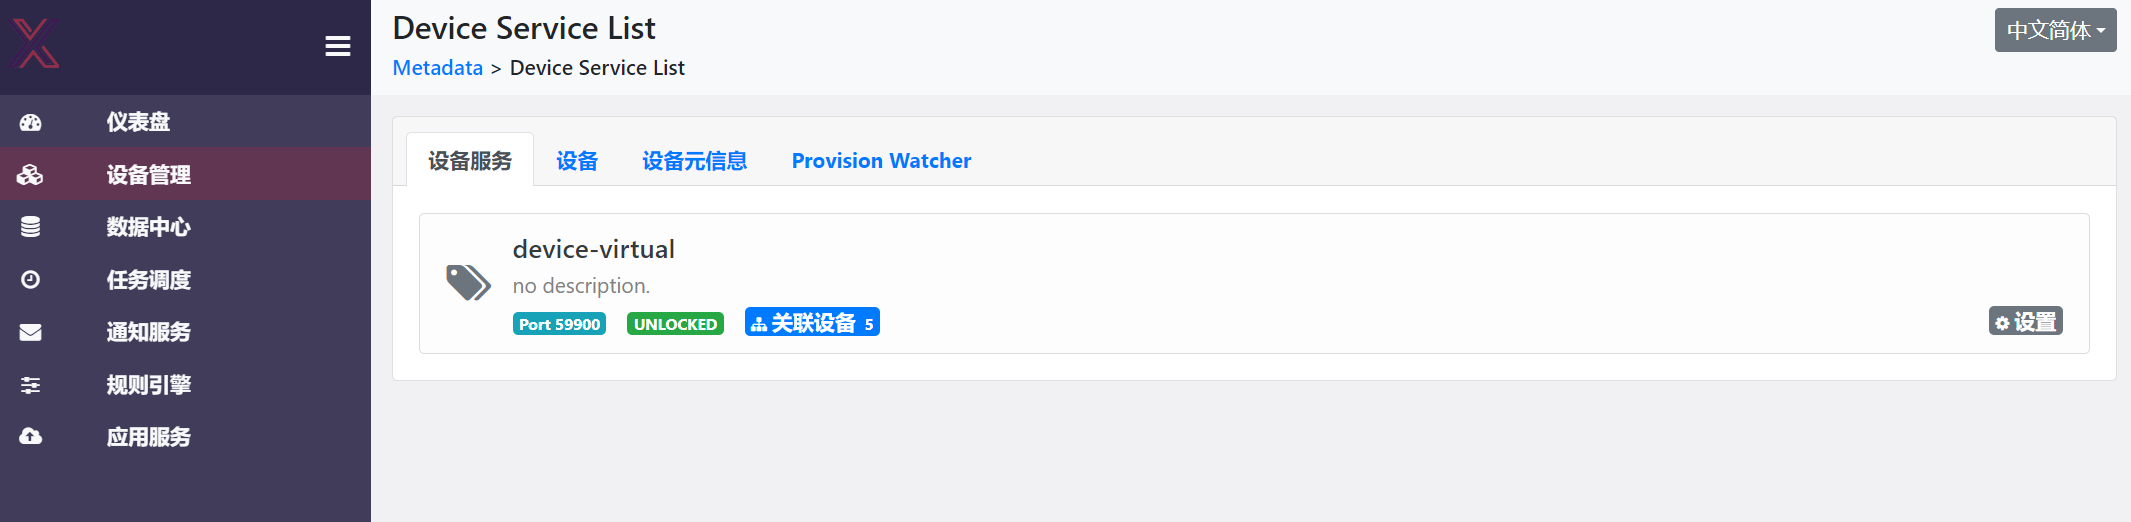 仪表盘
设备管理
数据中心
任务调度
通知服务
规则引擎
应用服务
Device Service List
中文简体
Metadata > Device Service List
设备服务 设备 设备元信息 Provision Watcher
device-virtual
no description.
Port 59900 UNLOCKED 关联设备 5 设置